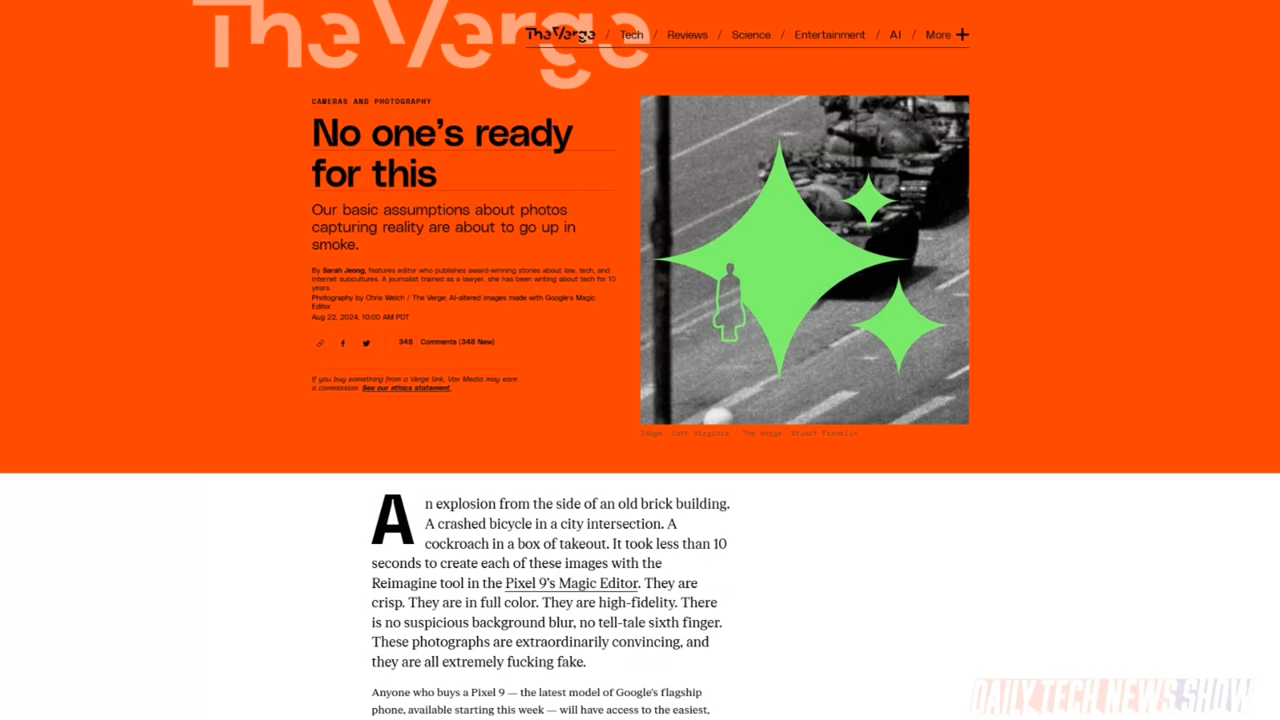 The Verge
The Verge / Tech / Reviews / Science / Entertainment / AI / More +
CAMERAS AND PHOTOGRAPHY
No one's ready
for this
Our basic assumptions about photos
capturing reality are about to go up in
smoke.
By Sarah Jeong, features editor who publishes award-winning stories about law, tech, and
internet subcultures. A journalist trained as a lawyer, she has been writing about tech for 10
years.
Photography by Chris Welch / The Verge; AI-altered images made with Google's Magic
Editor.
Aug 22, 2024, 10:00 AM PDT
348 Comments (348 New)
If you buy something from a Verge link, Vox Media may earn
a commission. See our ethics statement.
Image: Cath Virginia / The Verge, Stuart Franklin
An explosion from the side of an old brick building.
A crashed bicycle in a city intersection. A
cockroach in a box of takeout. It took less than 10
seconds to create each of these images with the
Reimagine tool in the Pixel 9's Magic Editor. They are
crisp. They are in full color. They are high-fidelity. There
is no suspicious background blur, no tell-tale sixth finger.
These photographs are extraordinarily convincing, and
they are all extremely fucking fake.
Anyone who buys a Pixel 9 — the latest model of Google's flagship
phone, available starting this week — will have access to the easiest,
DAILY TECH NEWS SHOW